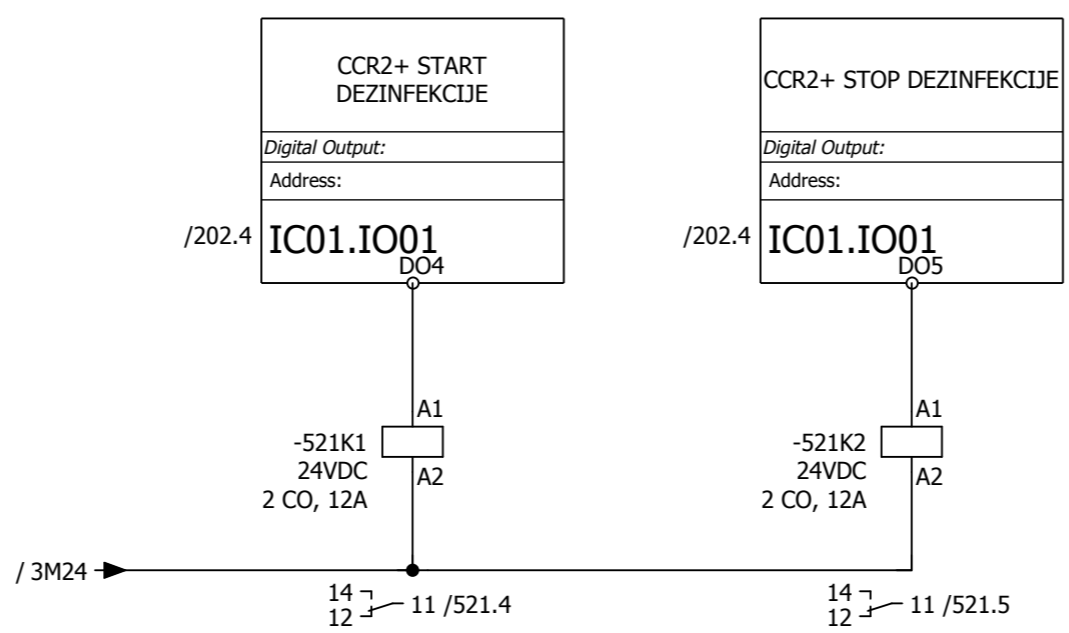 CCR2+ START
DEZINFEKCIJE
Digital Output:
Address:
/202.4
IC01.IO01
DO4
A1
-521K1
24VDC
A2
2 CO, 12A
CCR2+ STOP DEZINFEKCIJE
Digital Output:
Address:
/202.4
IC01.IO01
DO5
A1
-521K2
24VDC
A2
2 CO, 12A
/ 3M24
14
12
11 /521.4
14
12
11 /521.5